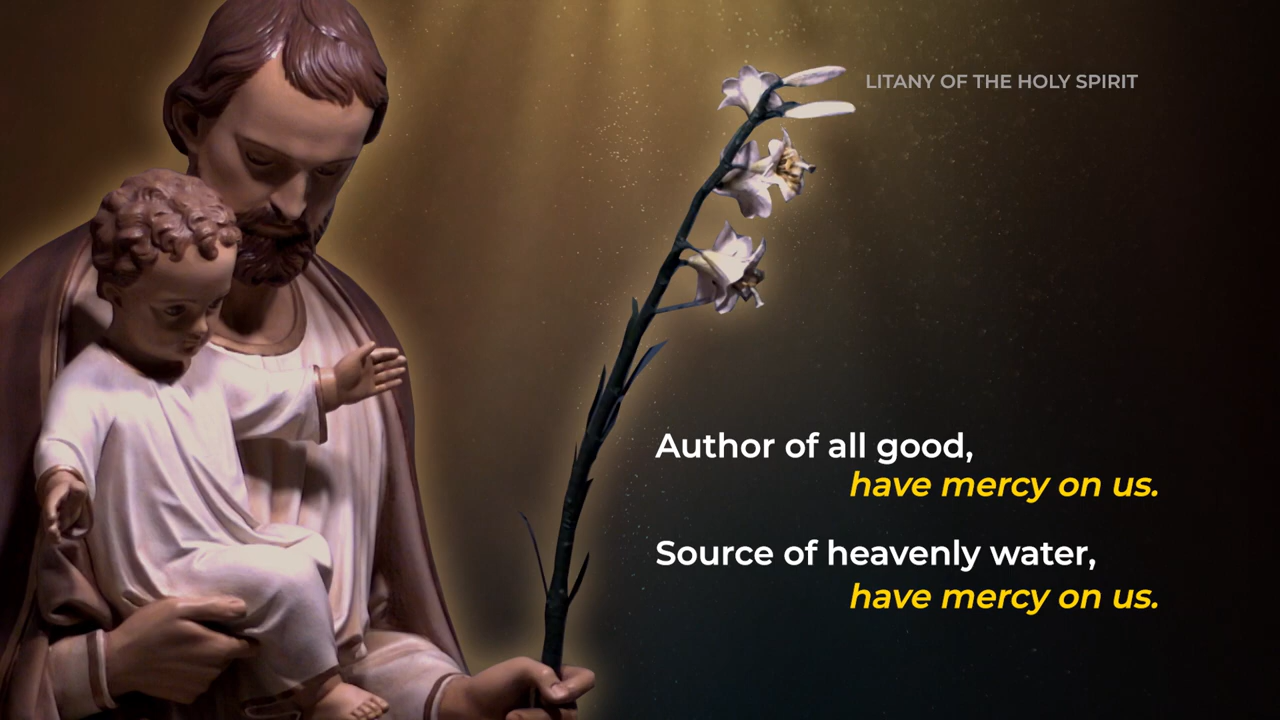 LITANY OF THE HOLY SPIRIT
Author of all good,
have mercy on us.
Source of heavenly water,
have mercy on us.